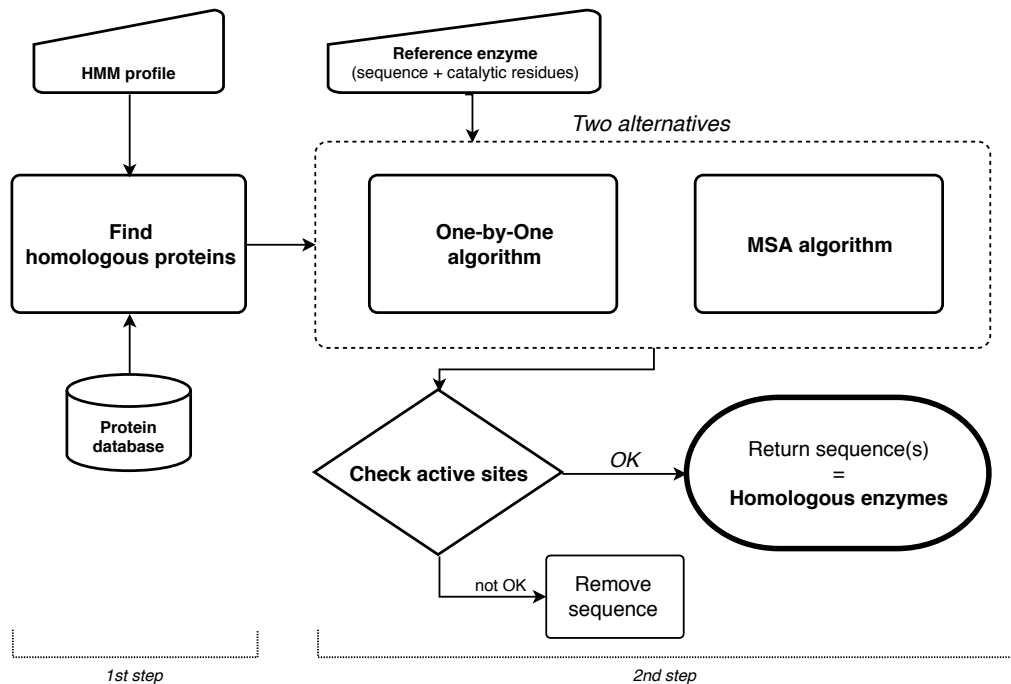 HMM profile
Reference enzyme
(sequence + catalytic residues)
Two alternatives
Find
homologous proteins
One-by-One
algorithm
MSA algorithm
Protein
database
Check active sites
OK
Return sequence(s)
=
Homologous enzymes
not OK
Remove
sequence
1st step
2nd step